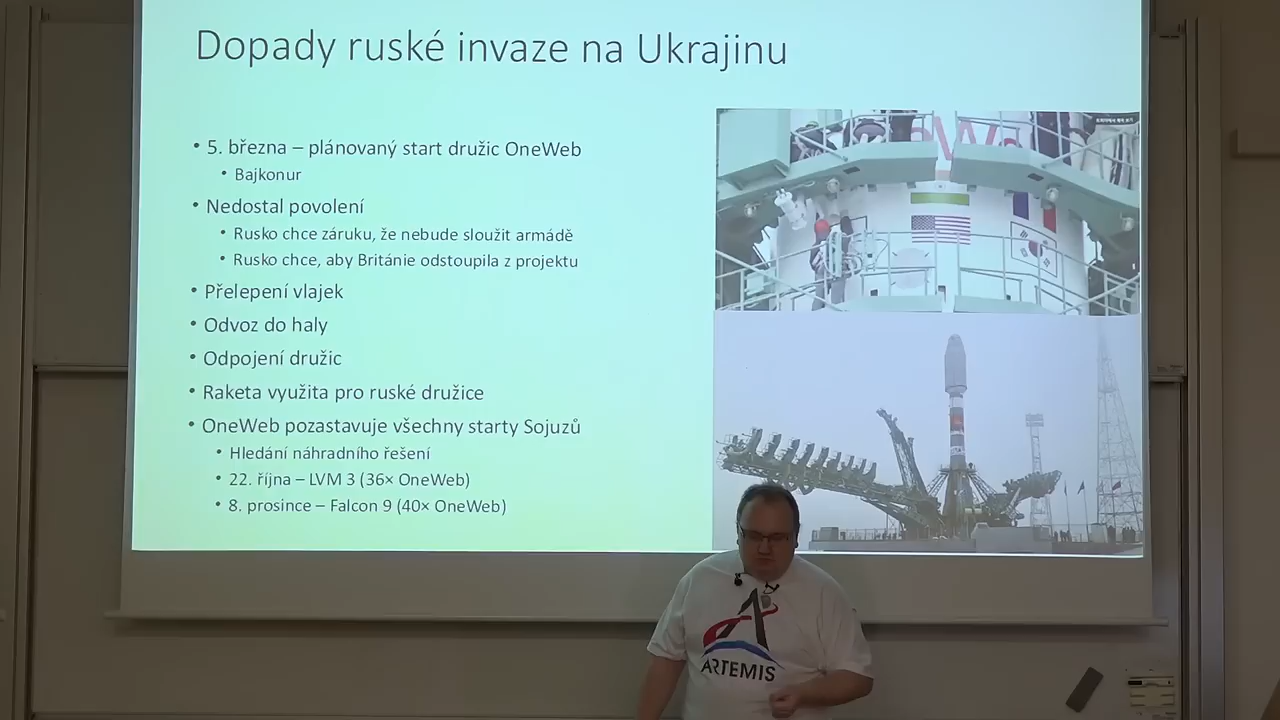 Dopady ruské invaze na Ukrajinu
• 5. března – plánovaný start družic OneWeb
• Bajkonur
• Nedostal povolení
• Rusko chce záruku, že nebude sloužit armádě
• Rusko chce, aby Británie odstoupila z projektu
• Přelepení vlajek
• Odvoz do haly
• Odpojení družic
• Raketa využita pro ruské družice
• OneWeb pozastavuje všechny starty Sojuzů
• Hledání náhradního řešení
• 22. října – LVM 3 (36× OneWeb)
• 8. prosince – Falcon 9 (40× OneWeb)
ARTEMIS